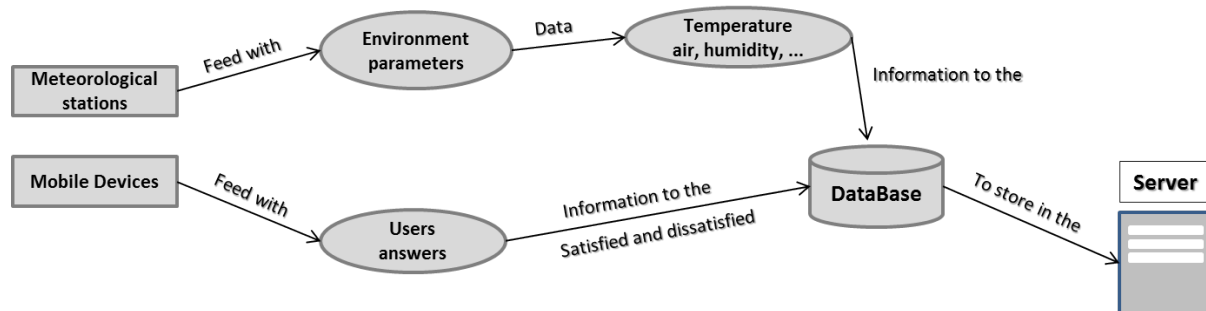 Meteorological
stations
Feed with
Environment
parameters
Data
Temperature
air, humidity, ...
Information to the
Mobile Devices
Feed with
Users
answers
Information to the
Satisfied and dissatisfied
DataBase
To store in the
Server